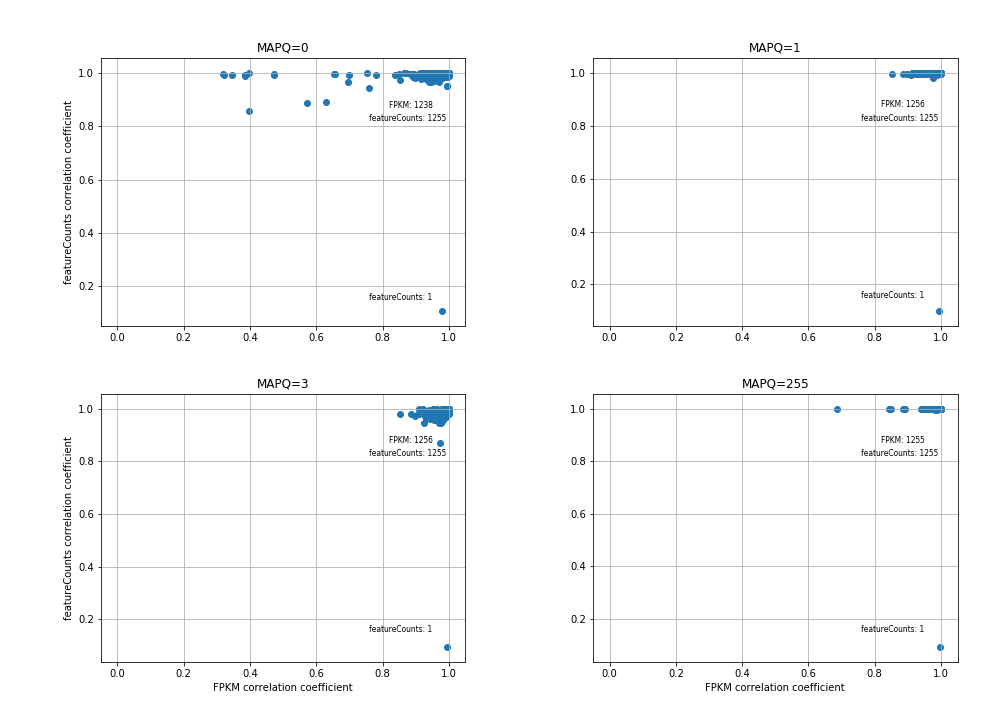 MAPQ=0
1.0
0.8
0.6
0.4
0.2
featureCounts correlation coefficient
FPKM: 1238
featureCounts: 1255
featureCounts: 1
0.0 0.2 0.4 0.6 0.8 1.0
MAPQ=1
1.0
0.8
0.6
0.4
0.2
FPKM: 1256
featureCounts: 1255
featureCounts: 1
0.0 0.2 0.4 0.6 0.8 1.0
MAPQ=3
1.0
0.8
0.6
0.4
0.2
featureCounts correlation coefficient
FPKM: 1256
featureCounts: 1255
featureCounts: 1
0.0 0.2 0.4 0.6 0.8 1.0
FPKM correlation coefficient
MAPQ=255
1.0
0.8
0.6
0.4
0.2
FPKM: 1255
featureCounts: 1255
featureCounts: 1
0.0 0.2 0.4 0.6 0.8 1.0
FPKM correlation coefficient